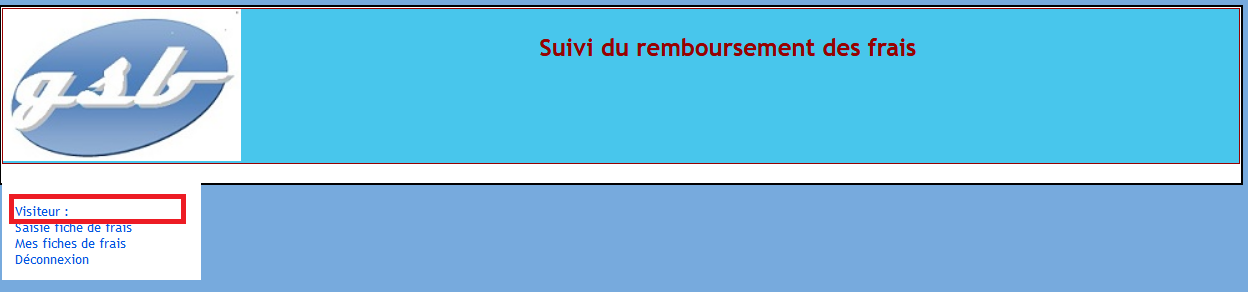 gsb
Suivi du remboursement des frais
Visiteur :
Saisie fiche de frais
Mes fiches de frais
Déconnexion